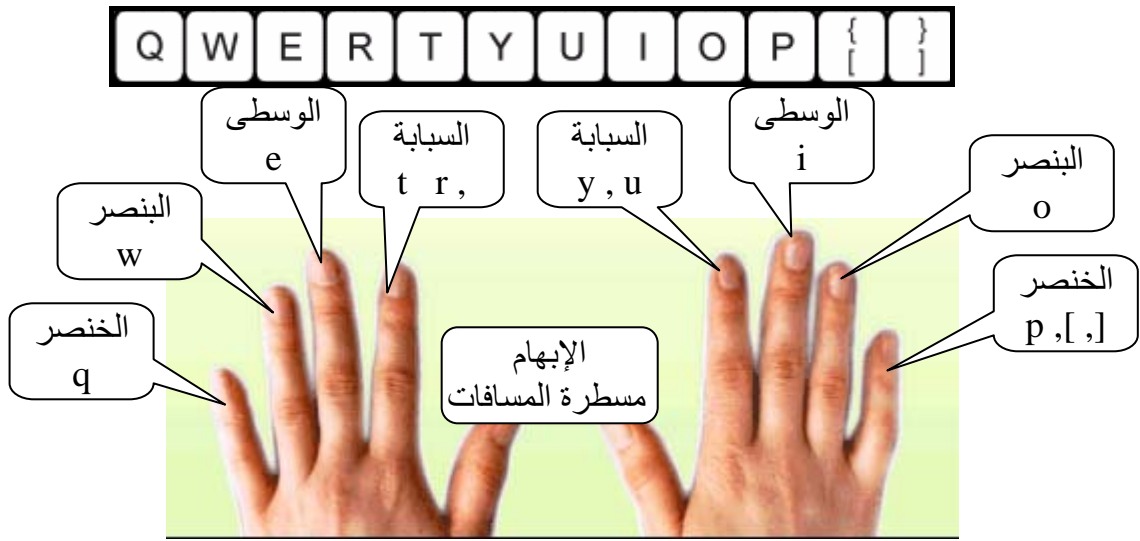 Q W E R T Y U I O P { [ } ]
الوسطى
e
السبابة
t r ,
السبابة
y , u
الوسطى
i
البنصر
o
البنصر
w
الخنصر
p ,[ ,]
الخنصر
q
الإبهام
مسطرة المسافات